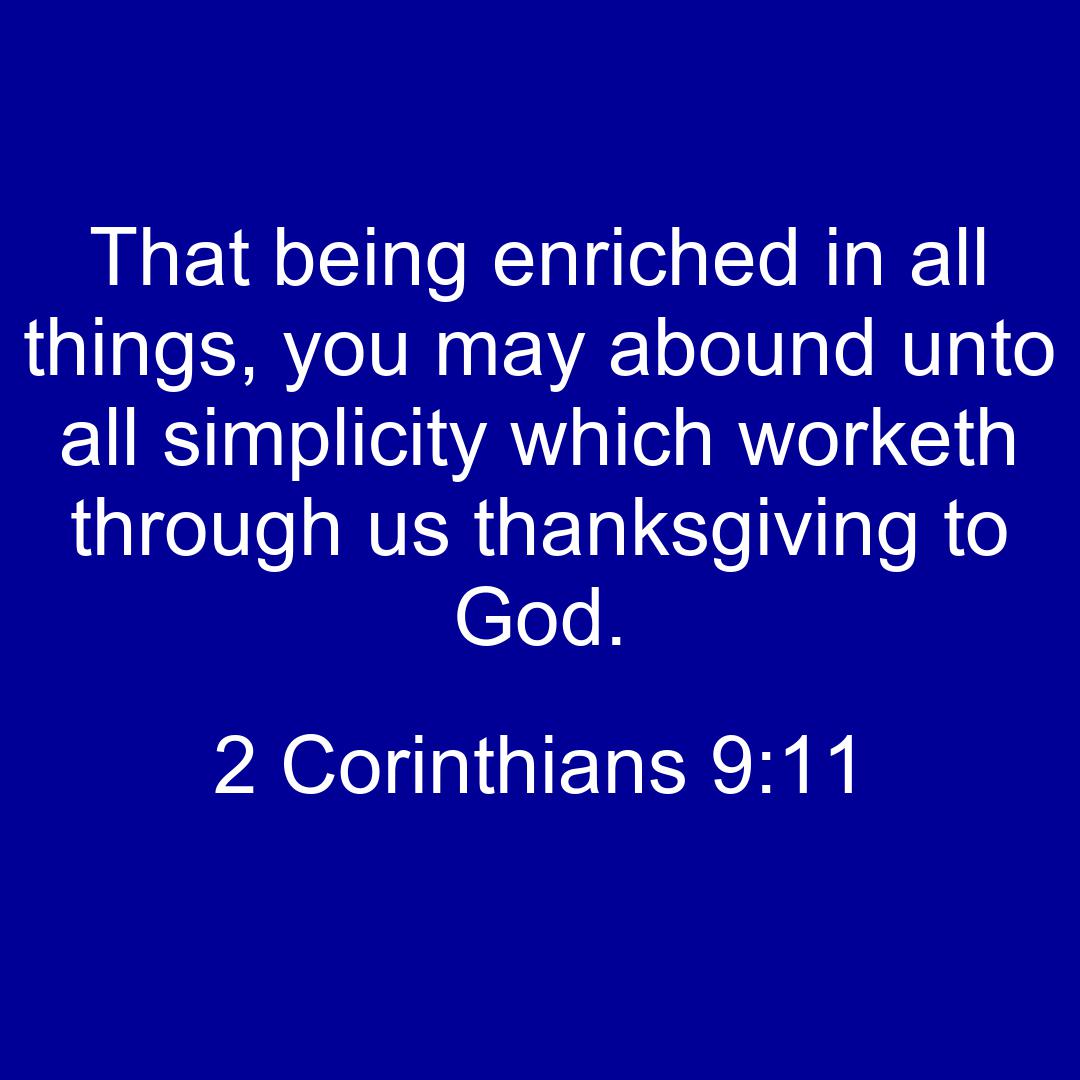 That being enriched in all
things, you may abound unto
all simplicity which worketh
through us thanksgiving to
God.
2 Corinthians 9:11